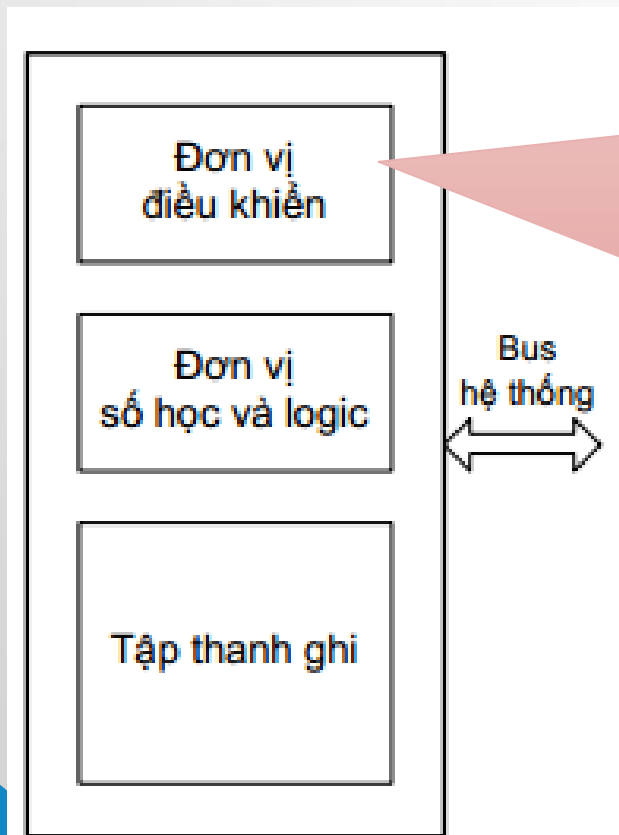 Đơn vị
điều khiển
Đơn vị
số học và logic
Bus
hệ thống
Tập thanh ghi